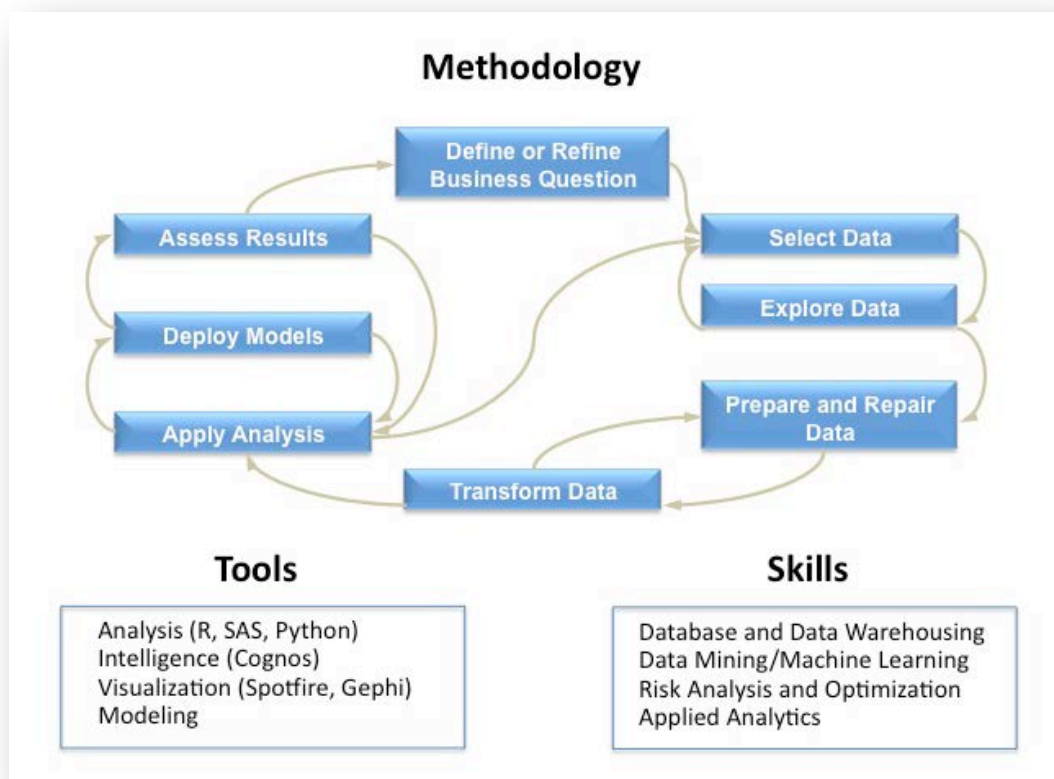 Methodology
Define or Refine
Business Question
Assess Results
Select Data
Explore Data
Deploy Models
Prepare and Repair
Data
Apply Analysis
Transform Data
Tools
Analysis (R, SAS, Python)
Intelligence (Cognos)
Visualization (Spotfire, Gephi)
Modeling
Skills
Database and Data Warehousing
Data Mining/Machine Learning
Risk Analysis and Optimization
Applied Analytics